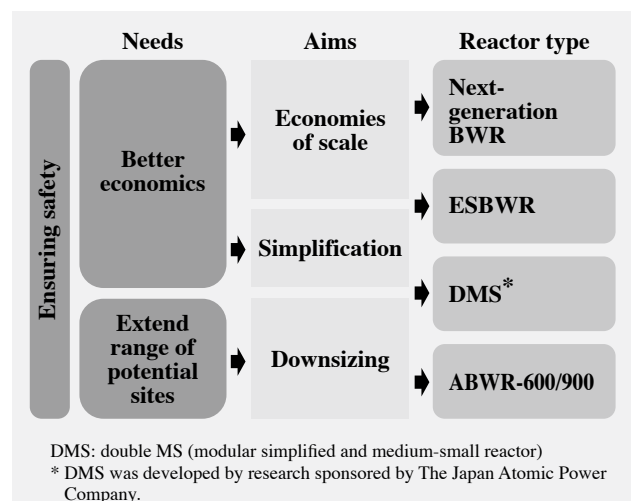 Needs
Aims
Reactor type
Ensuring safety
Better
economics
Economies
of scale
Next-
generation
BWR
ESBWR
Simplification
DMS*
Extend
range of
potential
sites
Downsizing
ABWR-600/900
DMS: double MS (modular simplified and medium-small reactor)
* DMS was developed by research sponsored by The Japan Atomic Power
Company.